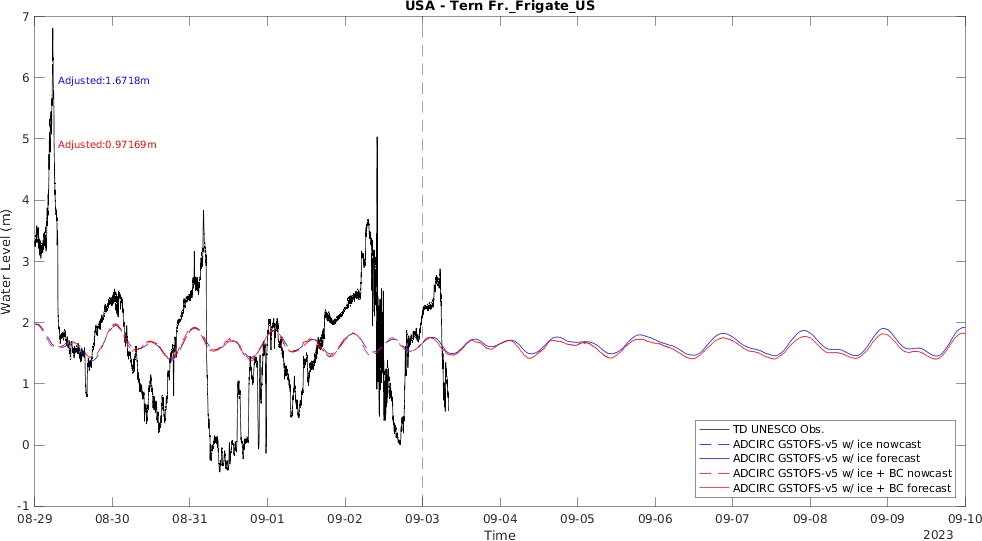 USA - Tern Fr._Frigate_US
7
6
5
4
3
2
1
0
-1
Water Level (m)
Adjusted:1.6718m
Adjusted:0.97169m
TD UNESCO Obs.
ADCIRC GSTOFS-v5 w/ ice nowcast
ADCIRC GSTOFS-v5 w/ ice forecast
ADCIRC GSTOFS-v5 w/ ice + BC nowcast
ADCIRC GSTOFS-v5 w/ ice + BC forecast
08-29 08-30 08-31 09-01 09-02 09-03 09-04 09-05 09-06 09-07 09-08 09-09 09-10
Time
2023